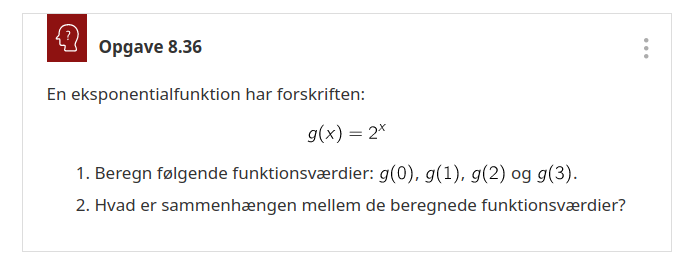 Opgave 8.36
En eksponentialfunktion har forskriften:
g(x) = 2ˣ
1. Beregn følgende funktionsværdier: g(0), g(1), g(2) og g(3).
2. Hvad er sammenhængen mellem de beregnede funktionsværdier?